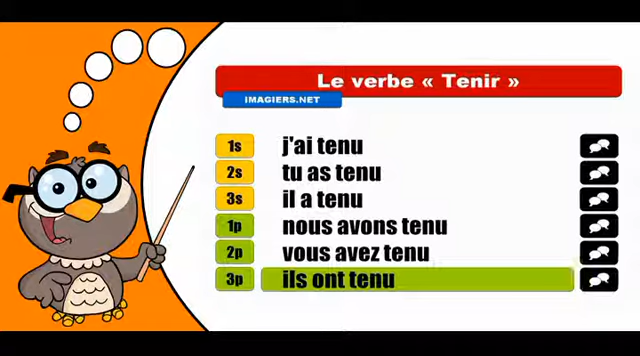 Le verbe « Tenir »
IMAGIERS.NET
1s j'ai tenu
2s tu as tenu
3s il a tenu
1p nous avons tenu
2p vous avez tenu
3p ils ont tenu